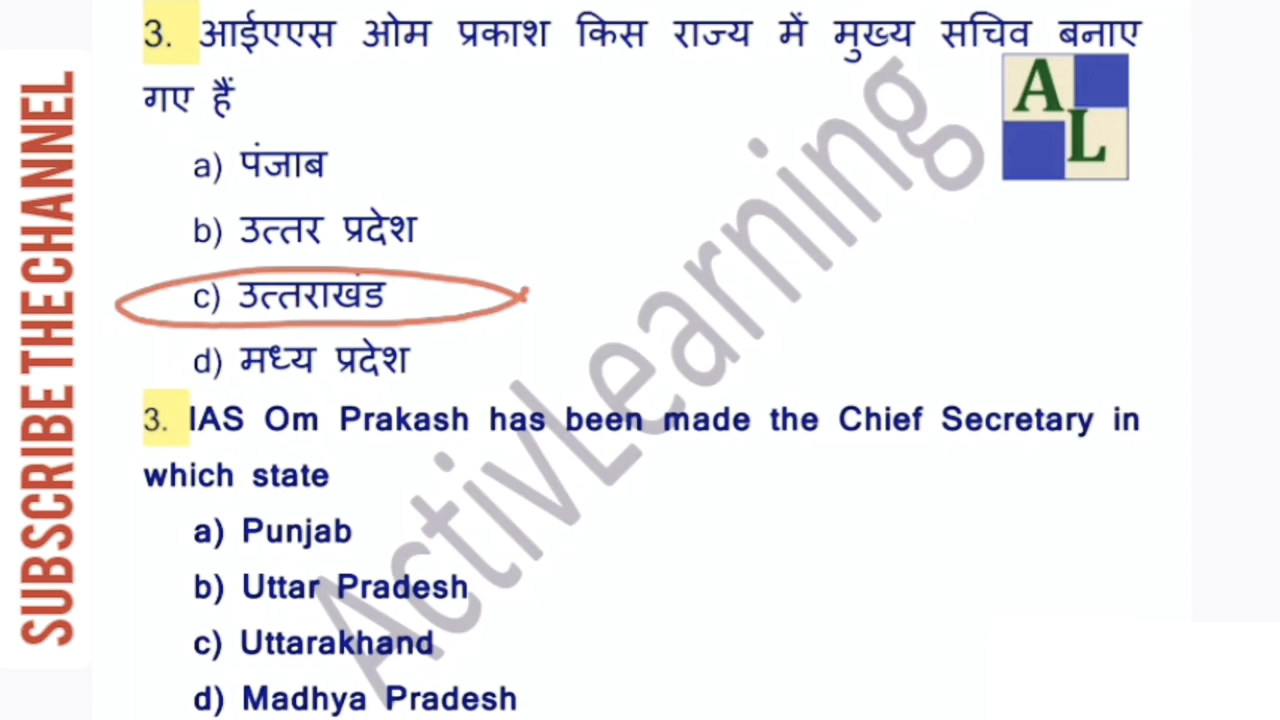 SUBSCRIBE THE CHANNEL
3. आईएएस ओम प्रकाश किस राज्य में मुख्य सचिव बनाए
गए हैं
a) पंजाब
b) उत्तर प्रदेश
c) उत्तराखंड
d) मध्य प्रदेश
3. IAS Om Prakash has been made the Chief Secretary in
which state
a) Punjab
b) Uttar Pradesh
c) Uttarakhand
d) Madhya Pradesh
AL
ActivLearning